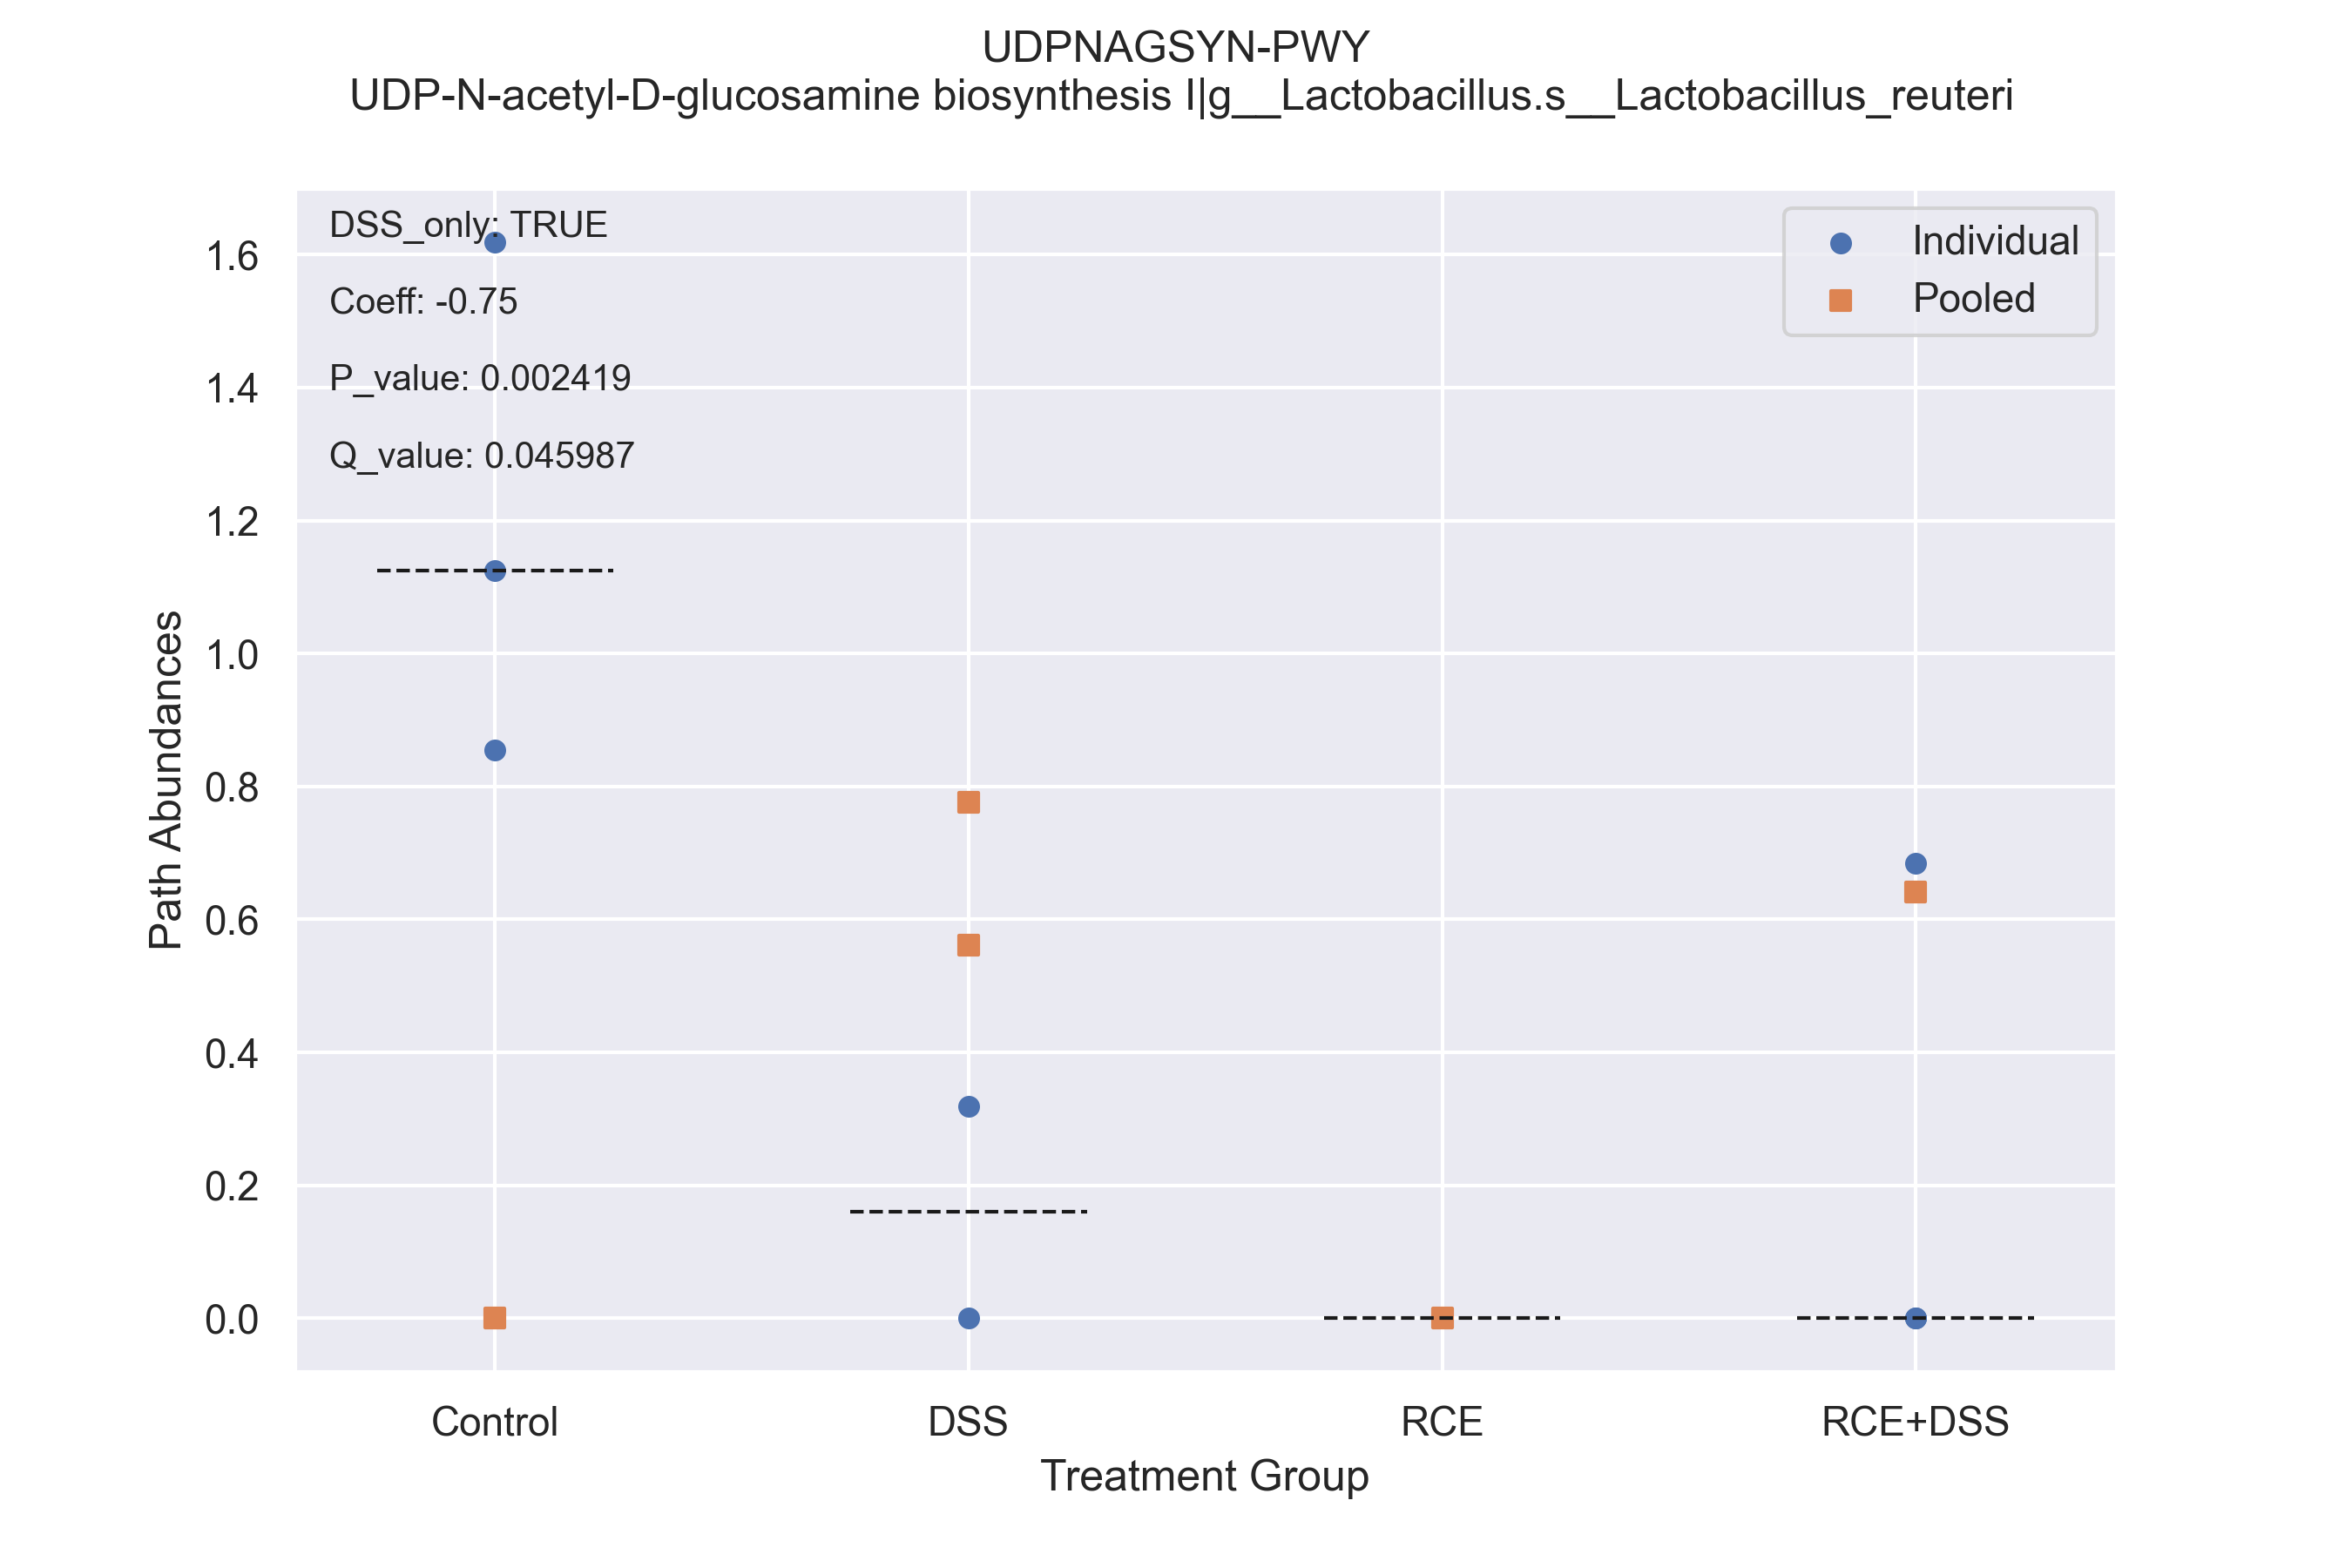 UDPNAGSYN-PWY
UDP-N-acetyl-D-glucosamine biosynthesis I|g__Lactobacillus.s__Lactobacillus_reuteri
DSS_only: TRUE
Coeff: -0.75
P_value: 0.002419
Q_value: 0.045987
Individual
Pooled
Path Abundances
1.6
1.4
1.2
1.0
0.8
0.6
0.4
0.2
0.0
Control
DSS
RCE
RCE+DSS
Treatment Group